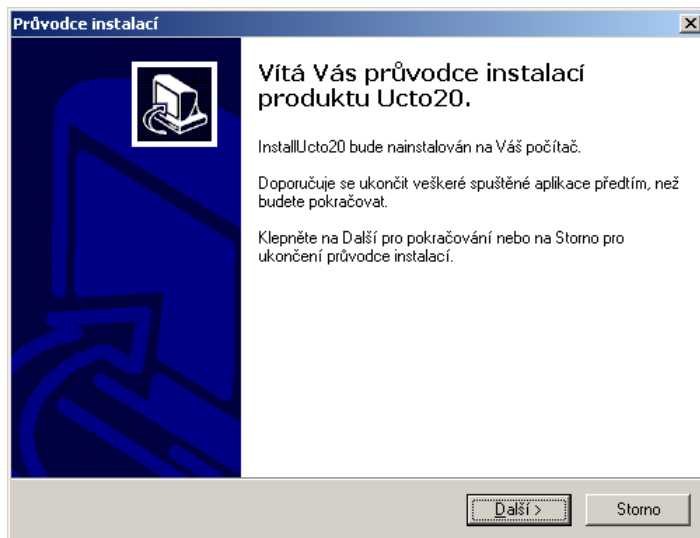 Průvodce instalací
Vítá Vás průvodce instalací
produktu Ucto20.
InstallUcto20 bude nainstalován na Váš počítač.
Doporučuje se ukončit veškeré spuštěné aplikace předtím, než
budete pokračovat.
Klepněte na Další pro pokračování nebo na Storno pro
ukončení průvodce instalací.
Další >
Storno